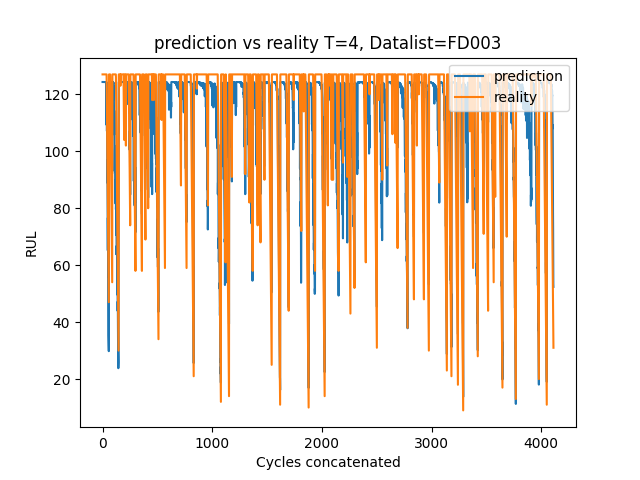 prediction vs reality T=4, Datalist=FD003
prediction
reality
RUL
120
100
80
60
40
20
0
1000
2000
3000
4000
Cycles concatenated